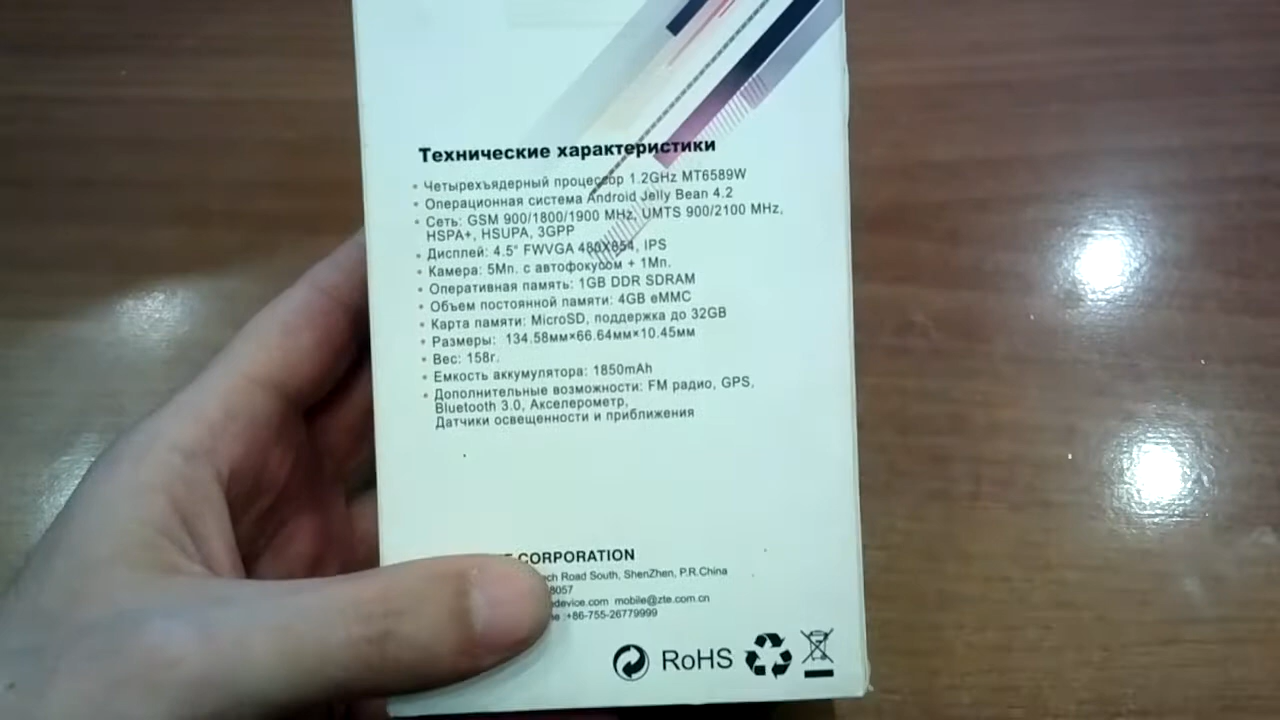 Технические характеристики
• Четырехъядерный процессор 1.2GHz MT6589W
• Операционная система Android Jelly Bean 4.2
• Сеть: GSM 900/1800/1900 MHz, UMTS 900/2100 MHz,
HSPA+, HSUPA, 3GPP
• Дисплей: 4.5" FWVGA 480X854, IPS
• Камера: 5Мп. с автофокусом + 1Мп.
• Оперативная память: 1GB DDR SDRAM
• Объем постоянной памяти: 4GB eMMC
• Карта памяти: MicroSD, поддержка до 32GB
• Размеры: 134.58мм×66.64мм×10.45мм
• Вес: 158г.
• Емкость аккумулятора: 1850mAh
• Дополнительные возможности: FM радио, GPS,
Bluetooth 3.0, Акселерометр,
Датчики освещенности и приближения
CORPORATION
Road South, ShenZhen, P.R.China
mobile@zte.com.cn
+86-755-26779999
RoHS